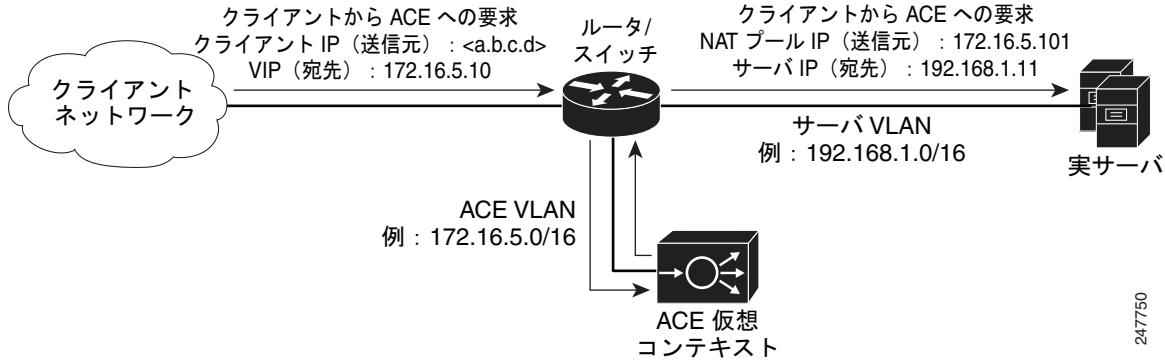 クライアントから ACE への要求
クライアント IP（送信元）：<a.b.c.d>
VIP（宛先）：172.16.5.10
ルータ/
スイッチ
クライアントから ACE への要求
NAT プール IP（送信元）：172.16.5.101
サーバ IP（宛先）：192.168.1.11
クライアント
ネットワーク
サーバ VLAN
例：192.168.1.0/16
実サーバ
ACE VLAN
例：172.16.5.0/16
ACE 仮想
コンテキスト
247750